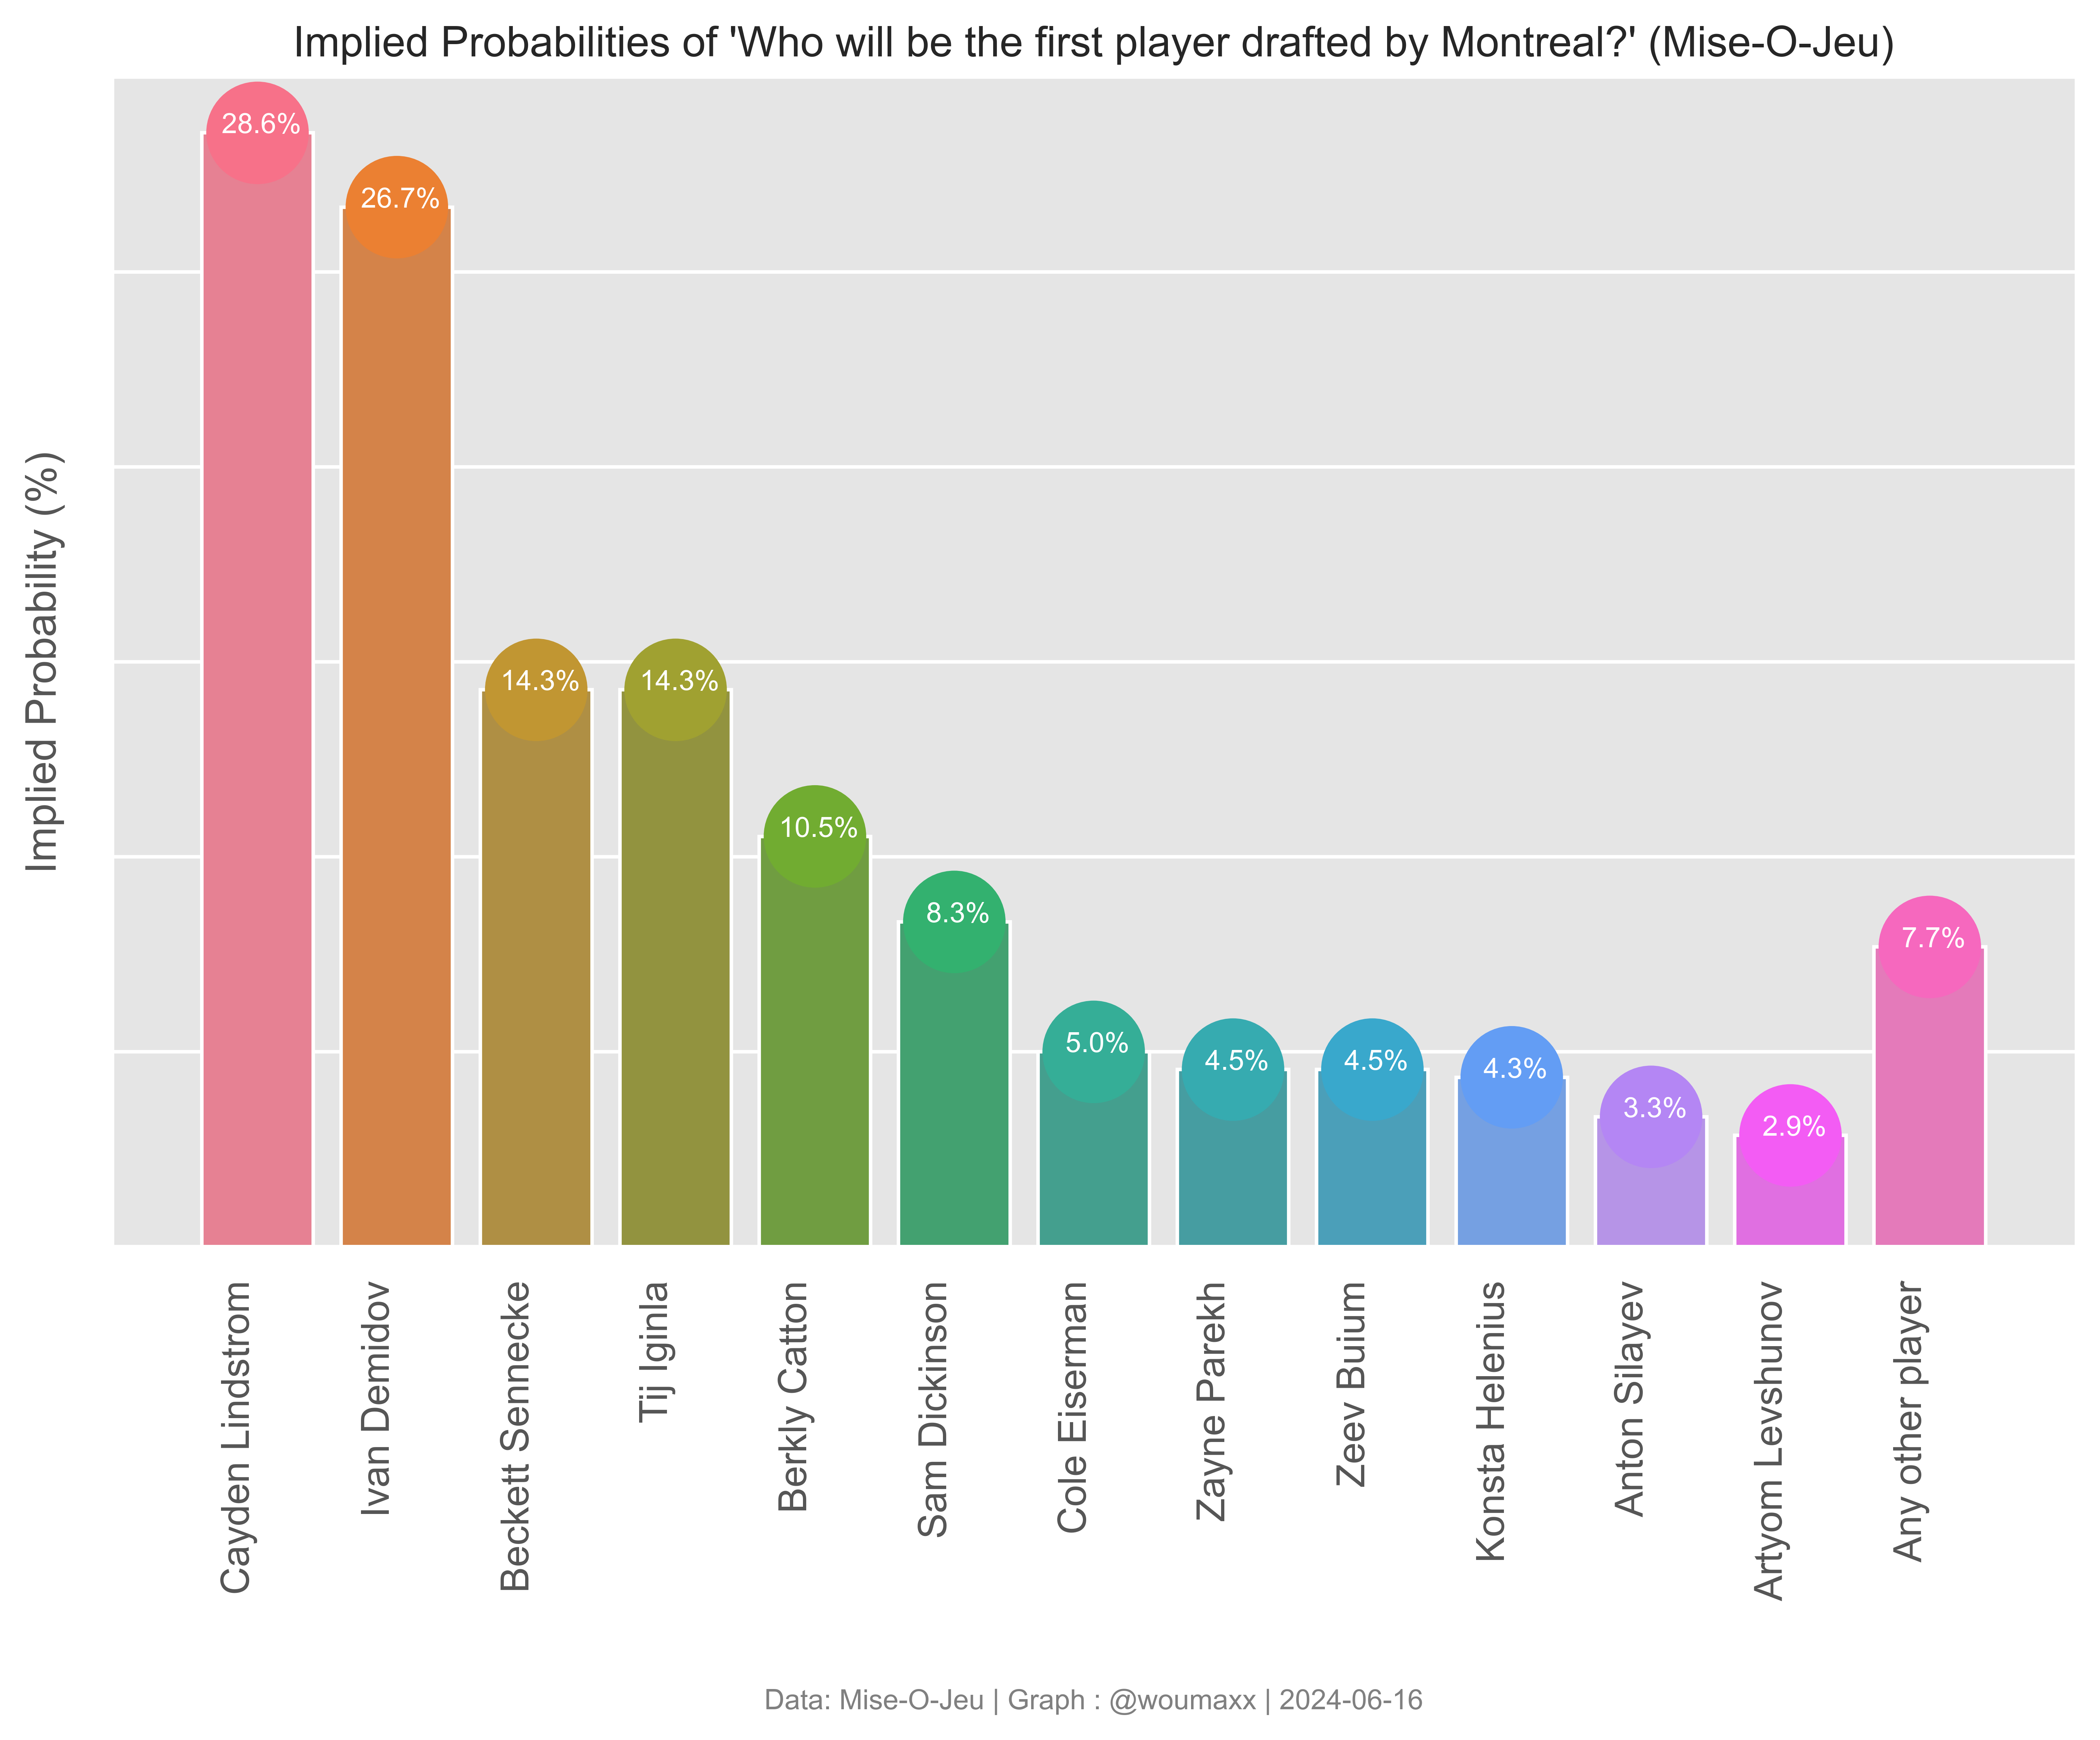 Implied Probabilities of 'Who will be the first player drafted by Montreal?' (Mise-O-Jeu)
Implied Probability (%)
28.6%
26.7%
14.3%
14.3%
10.5%
8.3%
5.0%
4.5%
4.5%
4.3%
3.3%
2.9%
7.7%
Cayden Lindstrom
Ivan Demidov
Beckett Sennecke
Tij Iginla
Berkly Catton
Sam Dickinson
Cole Eiserman
Zayne Parekh
Zeev Buium
Konsta Helenius
Anton Silayev
Artyom Levshunov
Any other player
Data: Mise-O-Jeu | Graph : @woumaxx | 2024-06-16